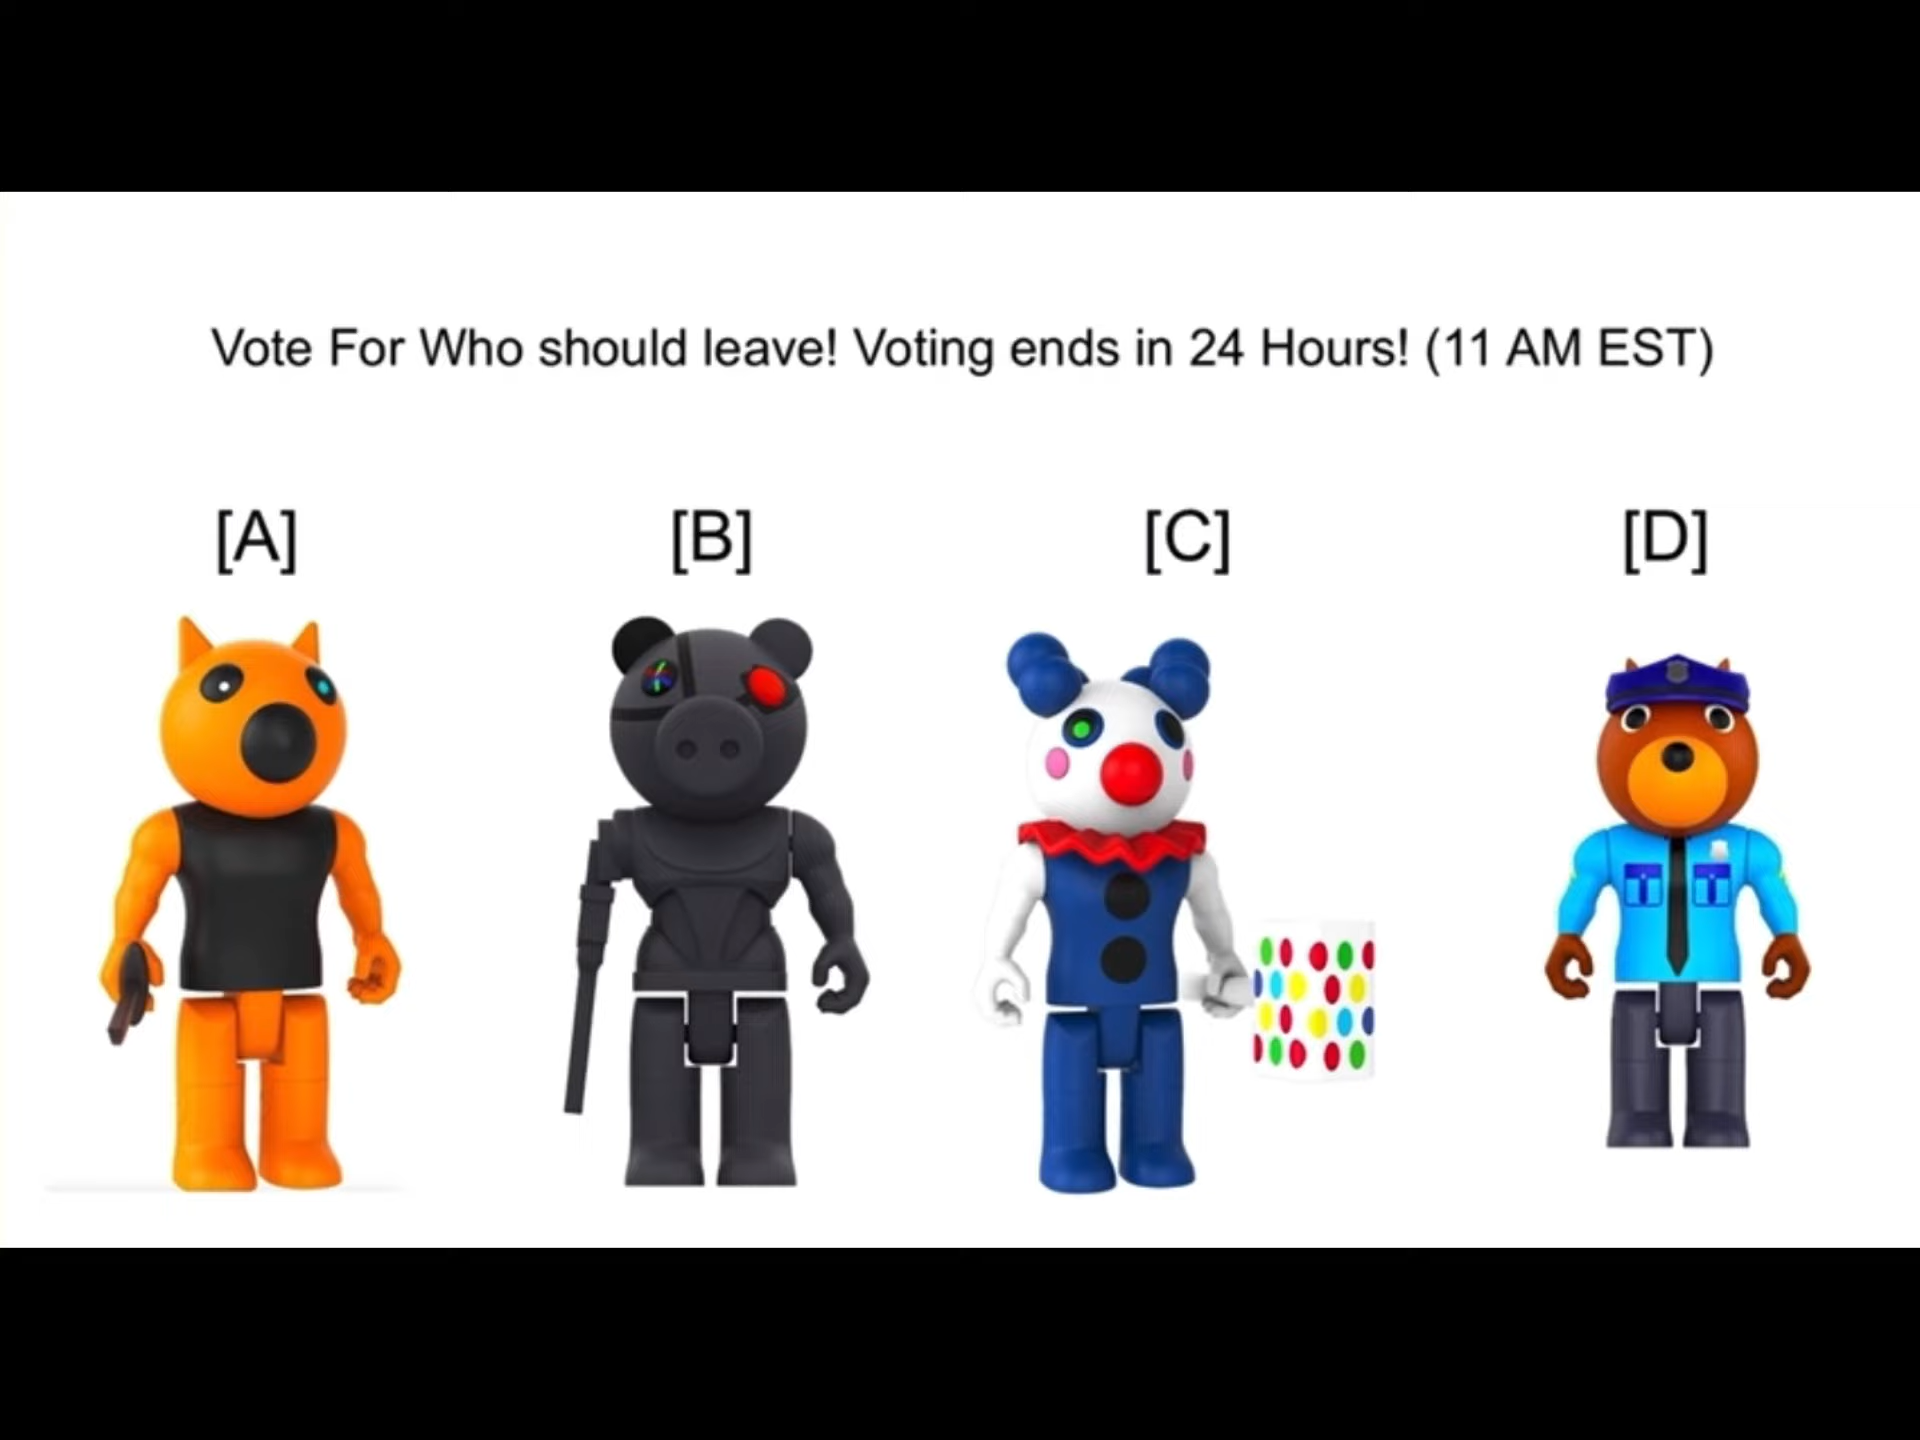 Vote For Who should leave! Voting ends in 24 Hours! (11 AM EST)
[A] [B] [C] [D]